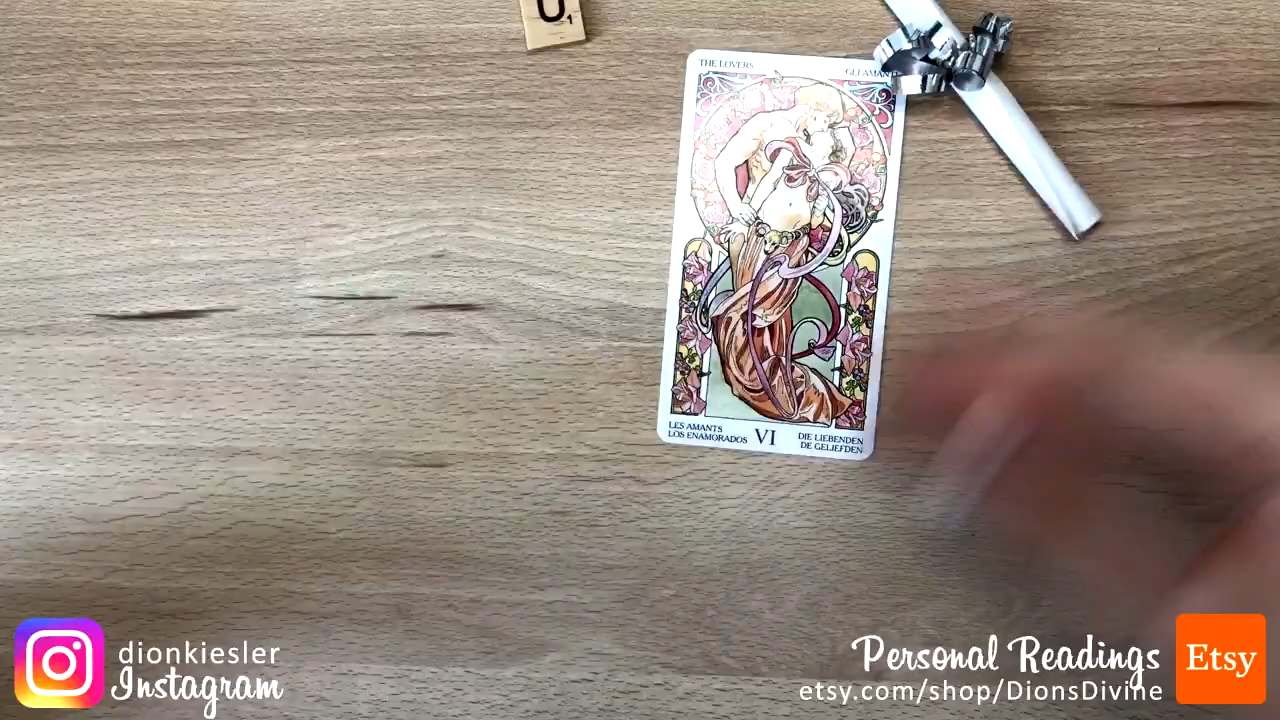 U1
THE LOVERS
GLI AMANTI
LES AMANTS
LOS ENAMORADOS
VI
DIE LIEBENDEN
DE GELIEFDEN
dionkiesler
Instagram
Personal Readings
etsy.com/shop/DionsDivine
Etsy